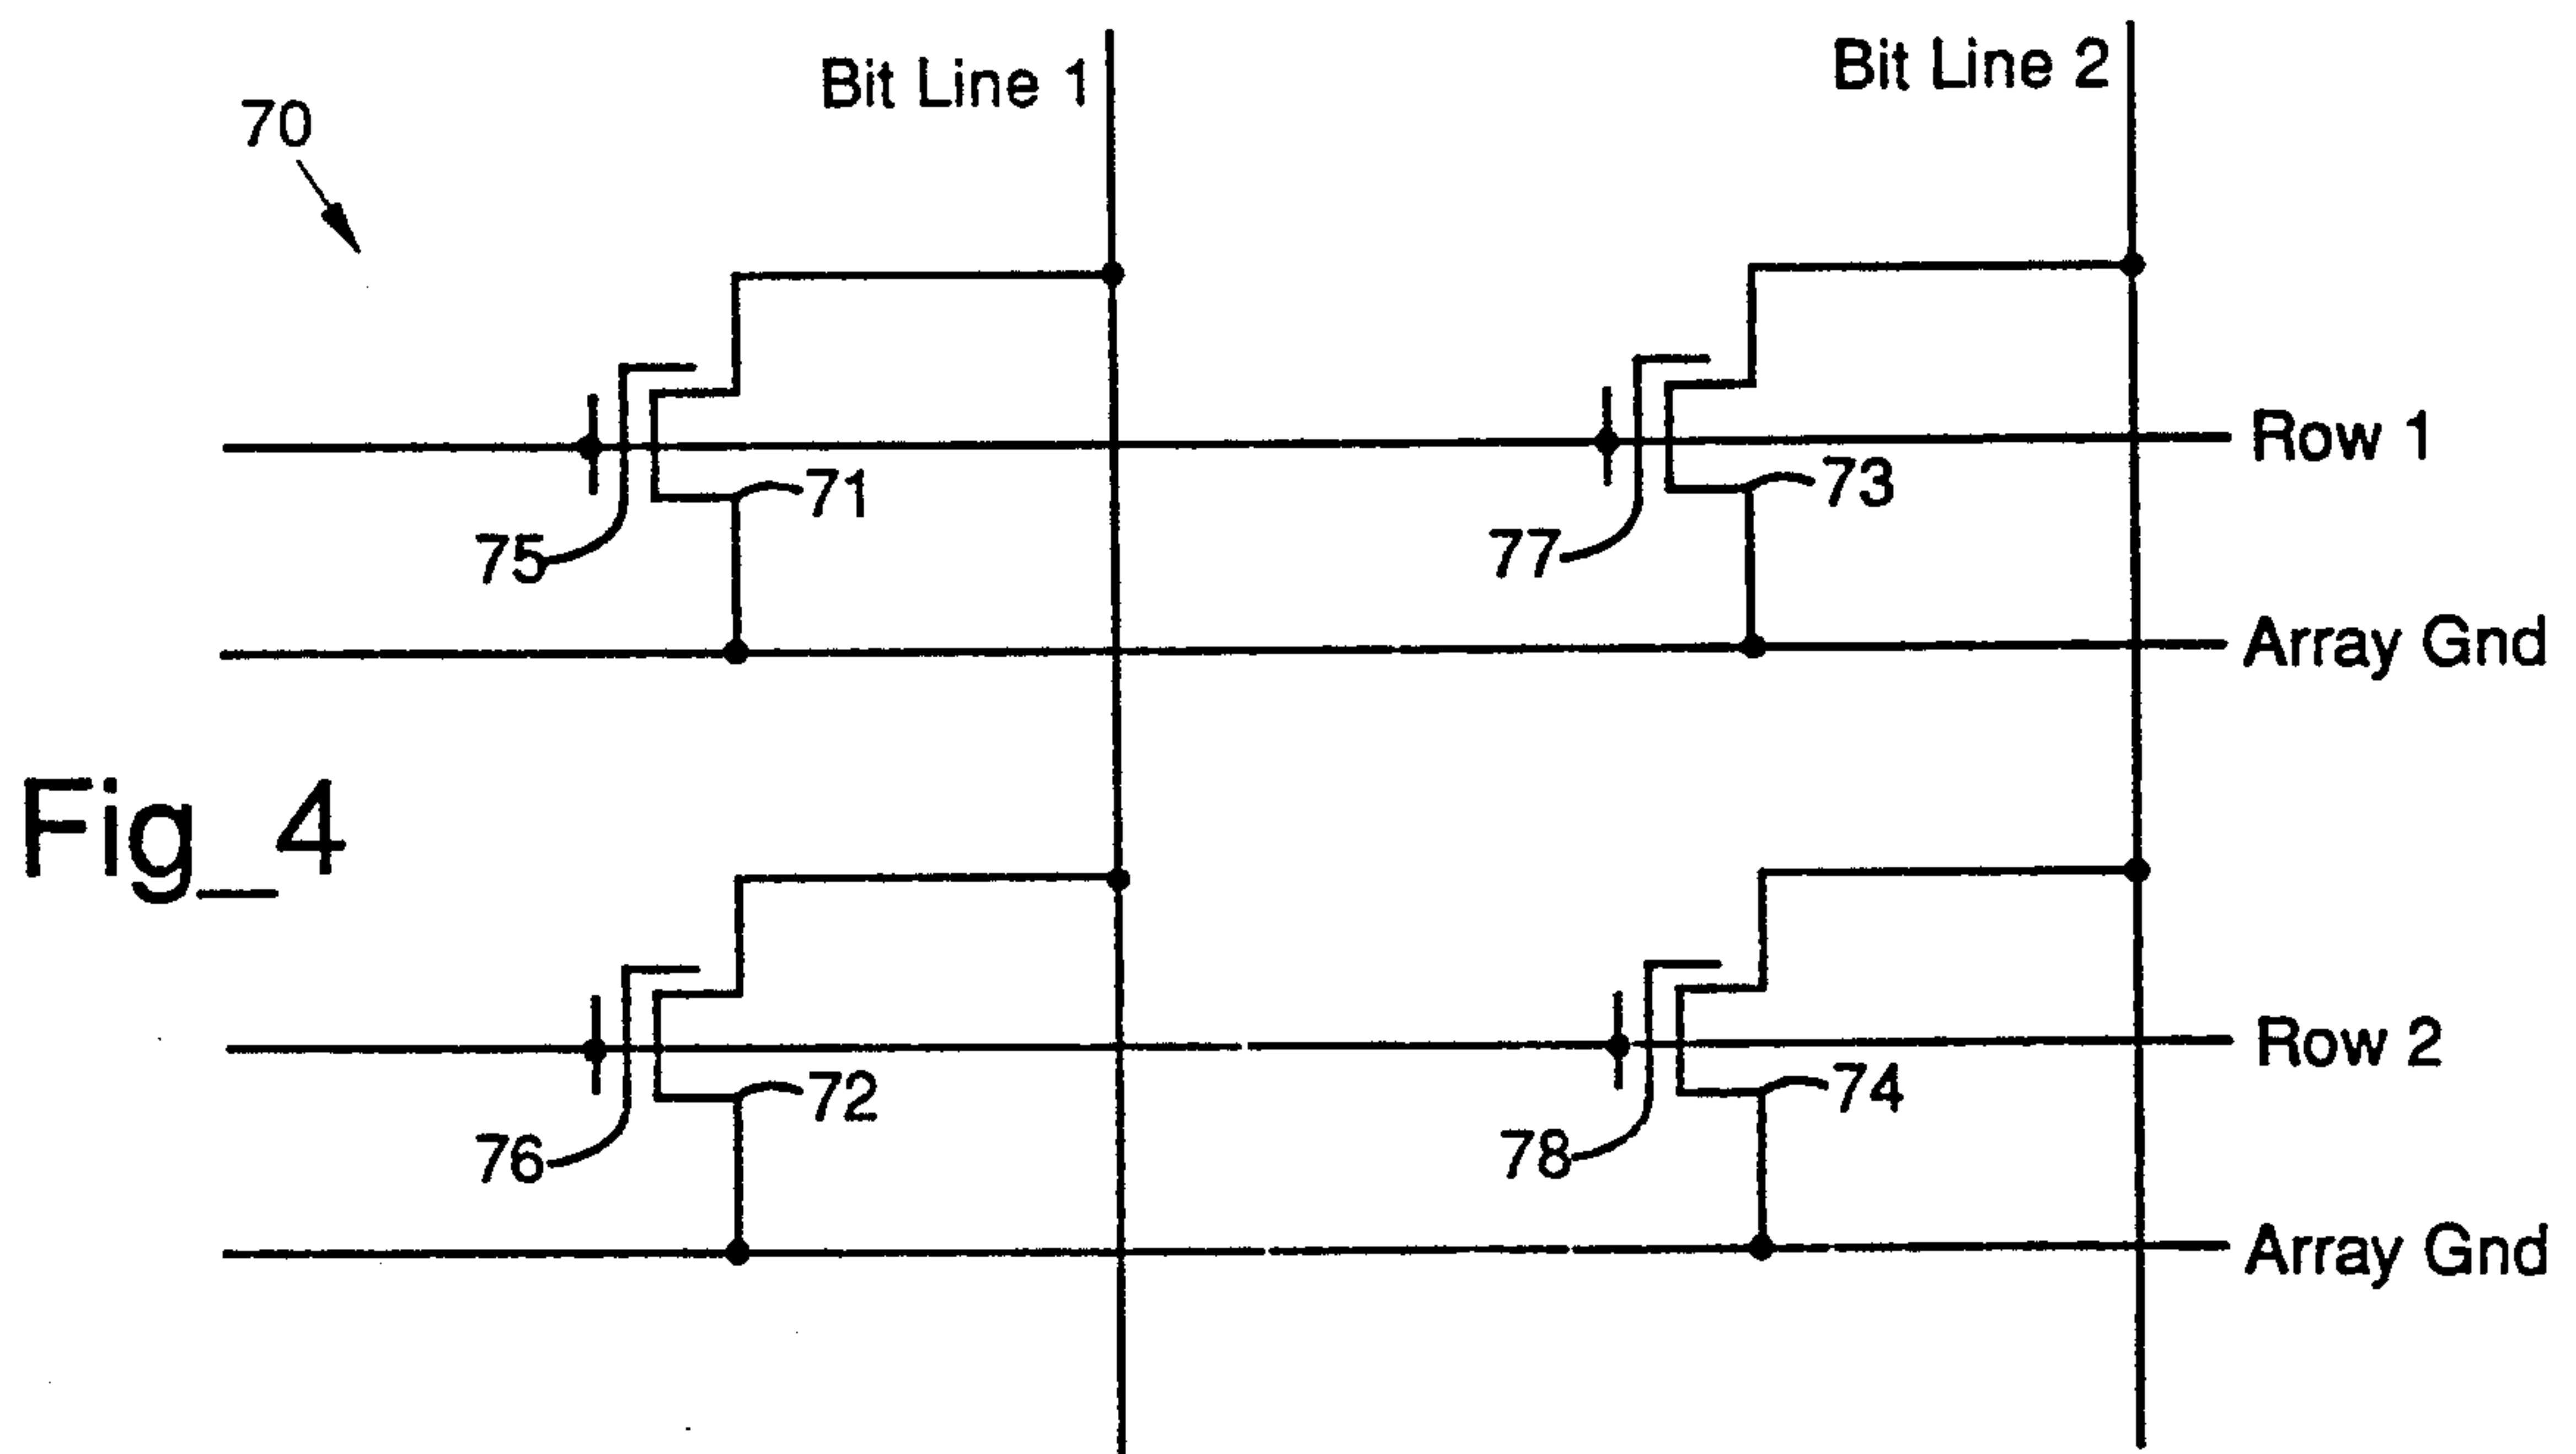 Bit Line 1
Bit Line 2
70
Row 1
71
73
75
77
Array Gnd
Fig_4
Row 2
72
74
76
78
Array Gnd